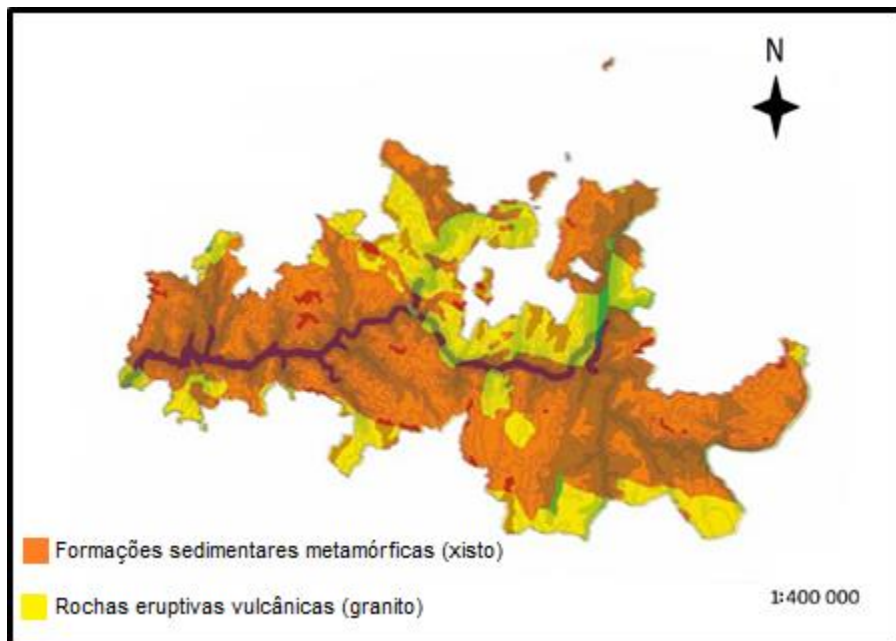 N
Formações sedimentares metamórficas (xisto)
Rochas eruptivas vulcânicas (granito)
1:400 000